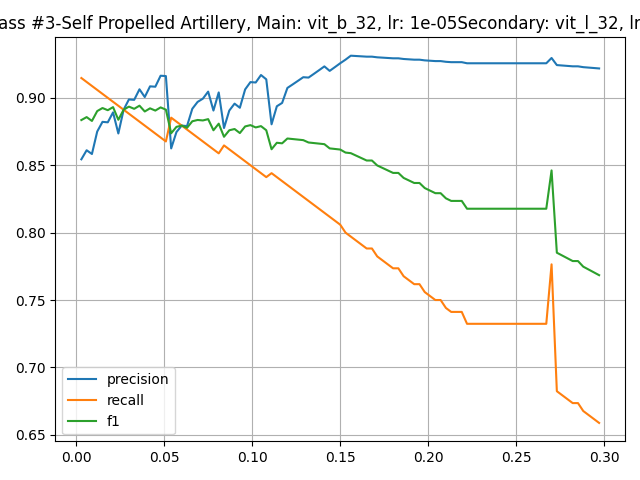 ass #3-Self Propelled Artillery, Main: vit_b_32, lr: 1e-05Secondary: vit_l_32, lr
0.90
0.85
0.80
0.75
0.70
0.65
precision
recall
f1
0.00 0.05 0.10 0.15 0.20 0.25 0.30